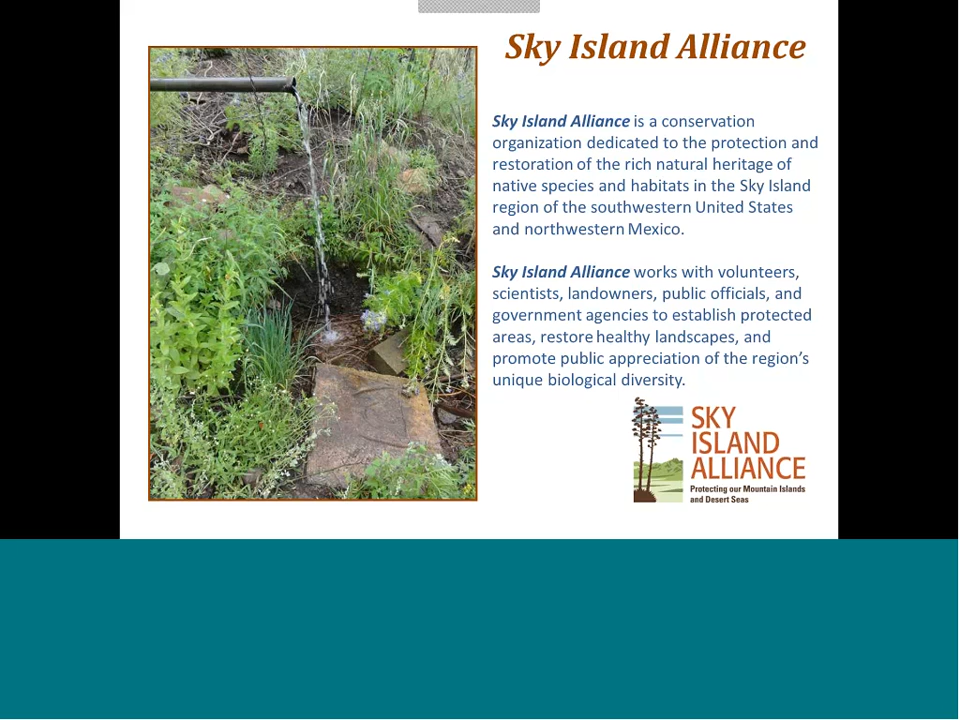 Sky Island Alliance
Sky Island Alliance is a conservation
organization dedicated to the protection and
restoration of the rich natural heritage of
native species and habitats in the Sky Island
region of the southwestern United States
and northwestern Mexico.
Sky Island Alliance works with volunteers,
scientists, landowners, public officials, and
government agencies to establish protected
areas, restore healthy landscapes, and
promote public appreciation of the region's
unique biological diversity.
SKY
ISLAND
ALLIANCE
Protecting our Mountain Islands
and Desert Seas